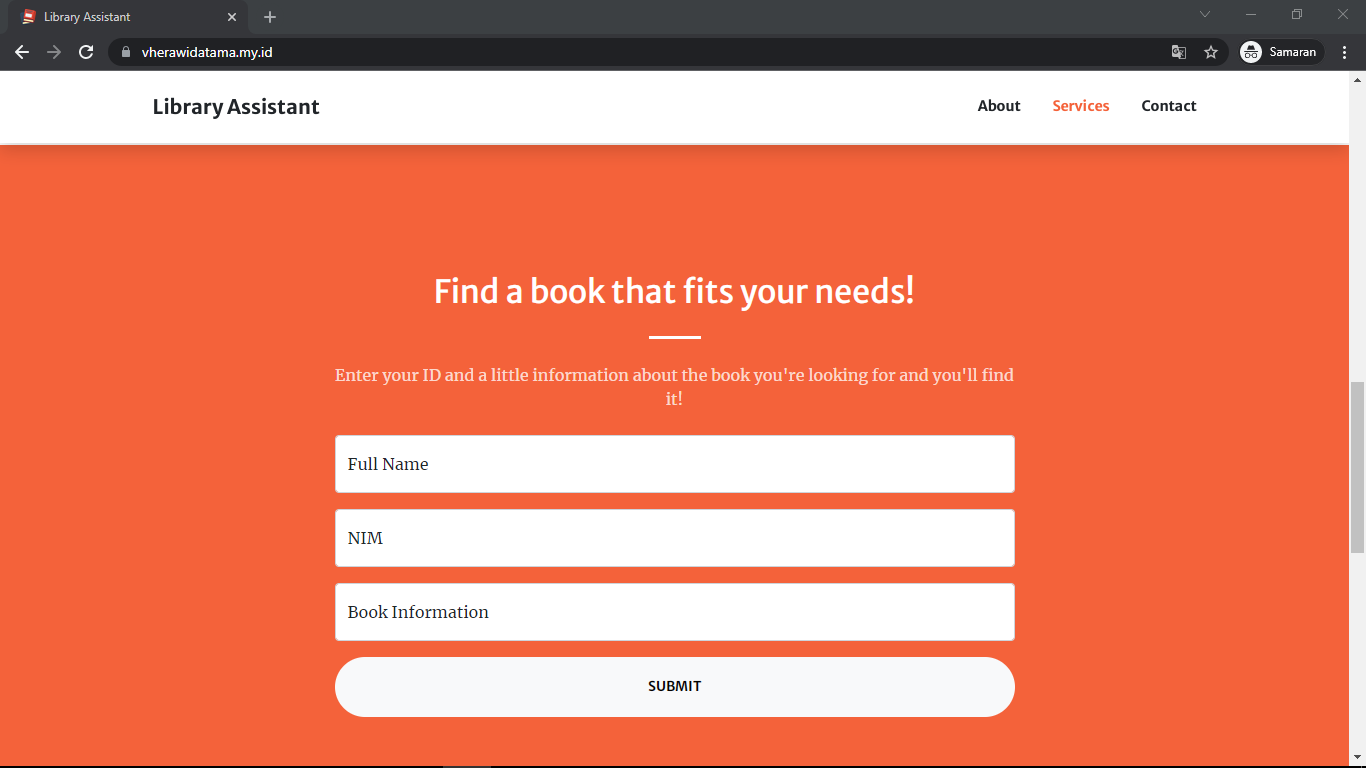 Library Assistant
vherawidatama.my.id
Samaran
Library Assistant
About
Services
Contact
Find a book that fits your needs!
Enter your ID and a little information about the book you're looking for and you'll find
it!
Full Name
NIM
Book Information
SUBMIT